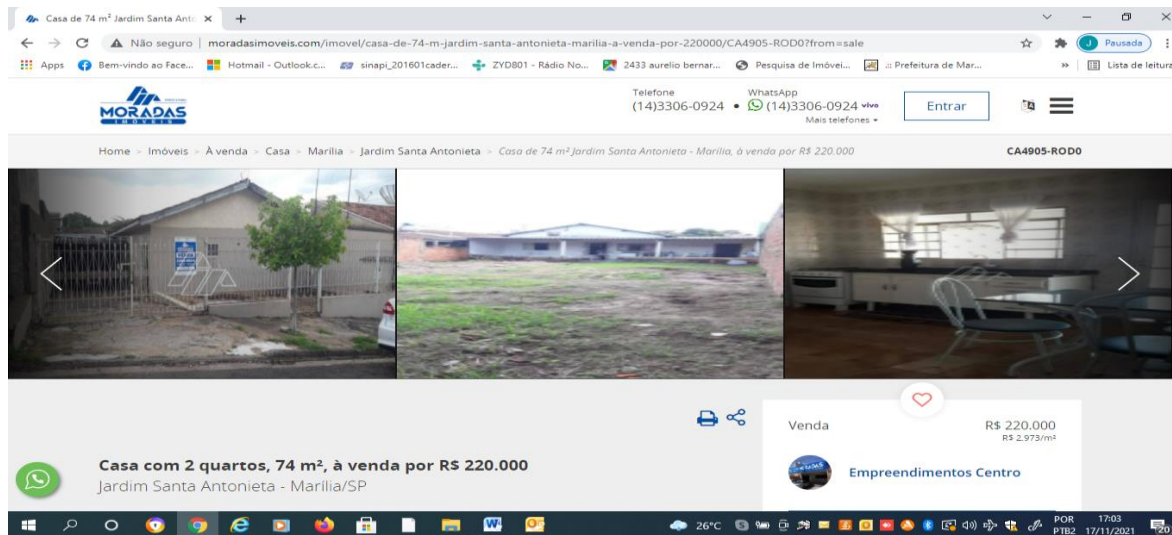 Casa de 74 m² Jardim Santa Anto
Não seguro | moradasimoveis.com/imovel/casa-de-74-m-jardim-santa-antonieta-marilia-a-venda-por-220000/CA4905-ROD0?from=sale
Pausada
Apps Bem-vindo ao Face... Hotmail - Outlook.c... sinapi_201601cader... ZYD801 - Rádio No... 2433 aurelio bernar... Pesquisa de Imóvei... .:: Prefeitura de Mar... » Lista de leitura
MORADAS
IMÓVEIS
Telefone
(14)3306-0924
WhatsApp
(14)3306-0924 vivo
Mais telefones
Entrar
Home > Imóveis > À venda > Casa > Marília > Jardim Santa Antonieta > Casa de 74 m² Jardim Santa Antonieta - Marília, à venda por R$ 220.000
CA4905-ROD0
Venda R$ 220.000
R$ 2.973/m²
Empreendimentos Centro
Casa com 2 quartos, 74 m², à venda por R$ 220.000
Jardim Santa Antonieta - Marília/SP
26°C
POR 17:03
PTB2 17/11/2021
20